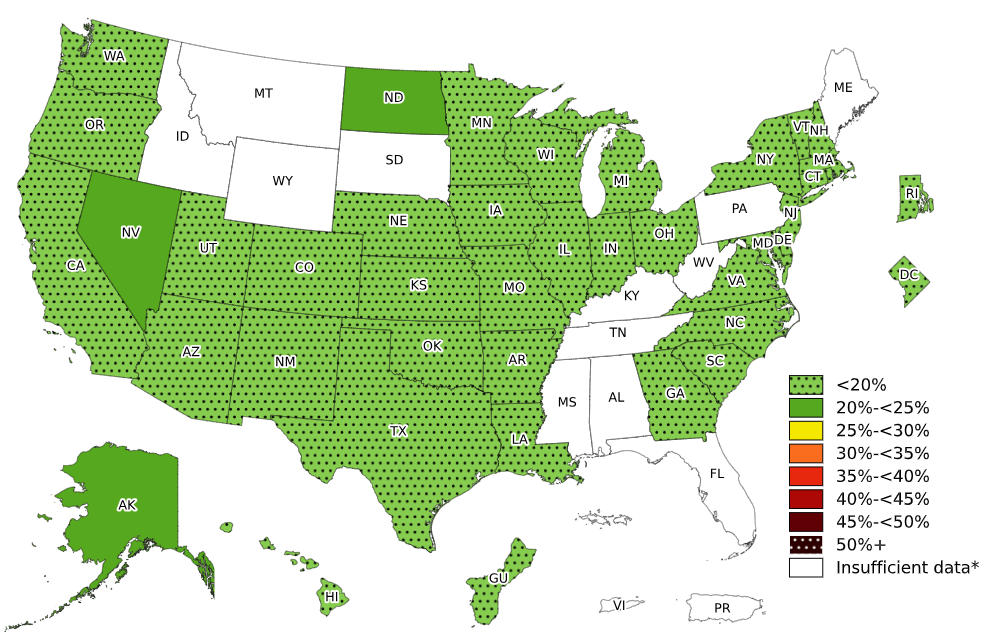 WA
MT
ND
ME
OR
MN
VT
NH
ID
SD
WI
NY
MA
WY
MI
CT
NE
IA
PA
NJ
RI
NV
UT
OH
MD
DE
CA
CO
IL
IN
WV
DC
KS
MO
KY
VA
AZ
NM
OK
TN
NC
AR
SC
MS
AL
GA
TX
LA
FL
AK
HI
GU
VI
PR
<20%
20%-<25%
25%-<30%
30%-<35%
35%-<40%
40%-<45%
45%-<50%
50%+
Insufficient data*